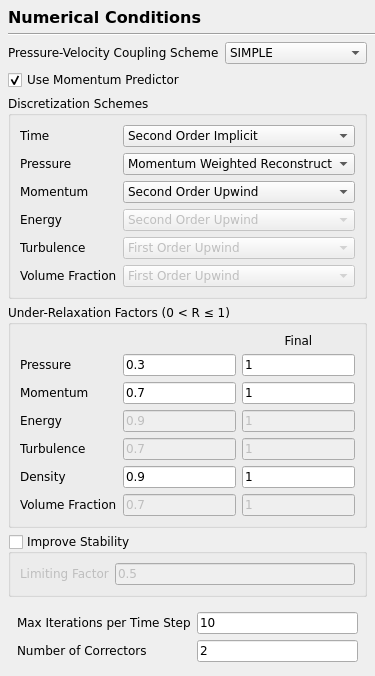 Numerical Conditions
Pressure-Velocity Coupling Scheme SIMPLE
Use Momentum Predictor
Discretization Schemes
Time Second Order Implicit
Pressure Momentum Weighted Reconstruct
Momentum Second Order Upwind
Energy Second Order Upwind
Turbulence First Order Upwind
Volume Fraction First Order Upwind
Under-Relaxation Factors (0 < R ≤ 1)
Final
Pressure 0.3 1
Momentum 0.7 1
Energy 0.9 1
Turbulence 0.7 1
Density 0.9 1
Volume Fraction 0.7 1
Improve Stability
Limiting Factor 0.5
Max Iterations per Time Step 10
Number of Correctors 2